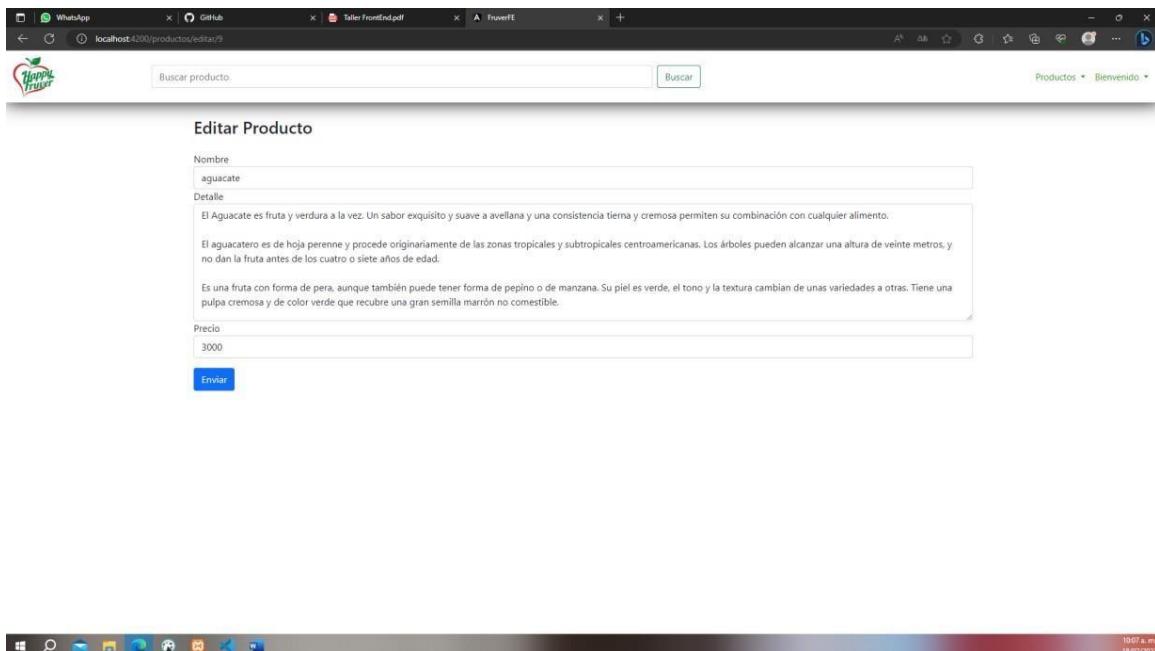 WhatsApp
GitHub
Taller FrontEnd.pdf
FruverFE
localhost:4200/productos/editar/9
Happy
fruver
Buscar producto
Buscar
Productos
Bienvenido
Editar Producto
Nombre
aguacate
Detalle
El Aguacate es fruta y verdura a la vez. Un sabor exquisito y suave a avellana y una consistencia tierna y cremosa permiten su combinación con cualquier alimento.
El aguacatero es de hoja perenne y procede originariamente de las zonas tropicales y subtropicales centroamericanas. Los árboles pueden alcanzar una altura de veinte metros, y
no dan la fruta antes de los cuatro o siete años de edad.
Es una fruta con forma de pera, aunque también puede tener forma de pepino o de manzana. Su piel es verde, el tono y la textura cambian de unas variedades a otras. Tiene una
pulpa cremosa y de color verde que recubre una gran semilla marrón no comestible.
Precio
3000
Enviar
10:07 a. m.